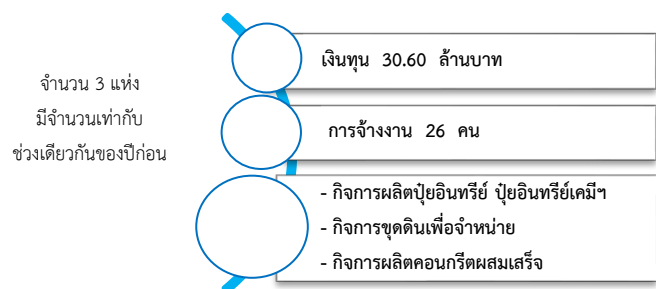 จำนวน 3 แห่ง
มีจำนวนเท่ากับ
ช่วงเดียวกันของปีก่อน
เงินทุน 30.60 ล้านบาท
การจ้างงาน 26 คน
- กิจการผลิตปุ๋ยอินทรีย์ ปุ๋ยอินทรีย์เคมีฯ
- กิจการขุดดินเพื่อจำหน่าย
- กิจการผลิตคอนกรีตผสมเสร็จ